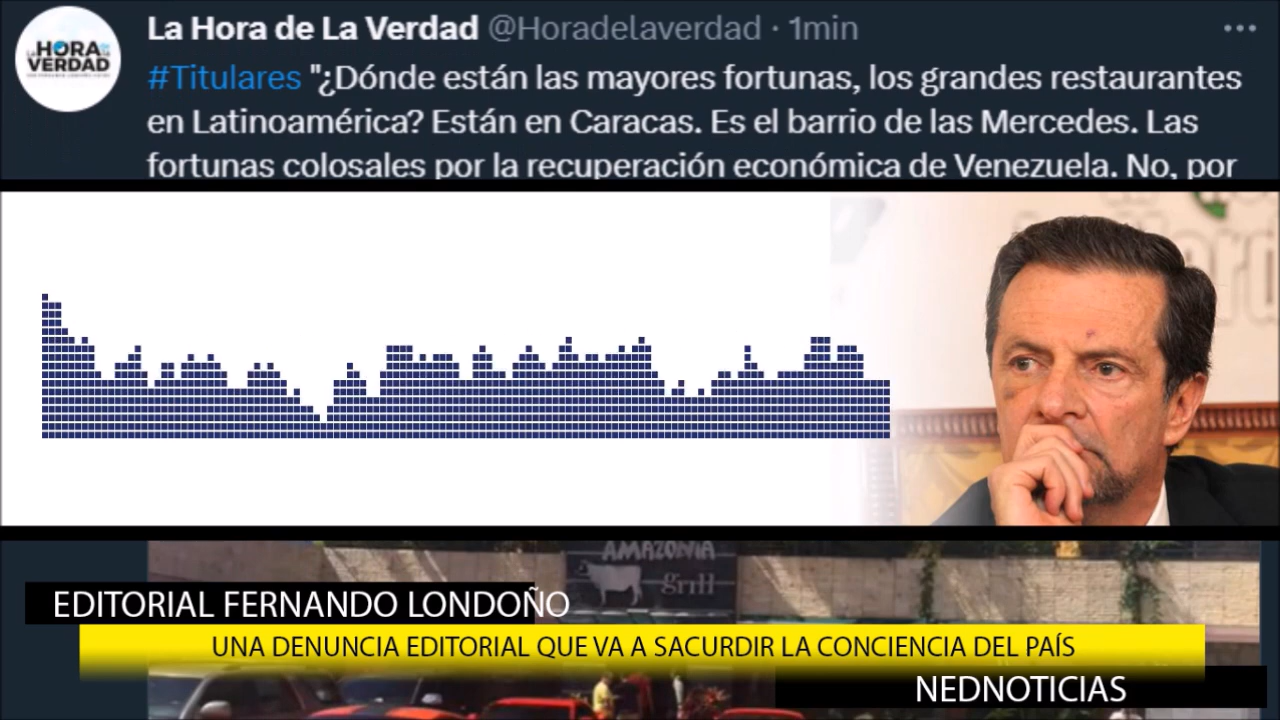 La Hora de La Verdad @Horadelaverdad · 1min
HORA
VERDAD
#Titulares "¿Dónde están las mayores fortunas, los grandes restaurantes
en Latinoamérica? Están en Caracas. Es el barrio de las Mercedes. Las
fortunas colosales por la recuperación económica de Venezuela. No, por
AMAZONIA
grill
EDITORIAL FERNANDO LONDOÑO
UNA DENUNCIA EDITORIAL QUE VA A SACURDIR LA CONCIENCIA DEL PAÍS
NEDNOTICIAS